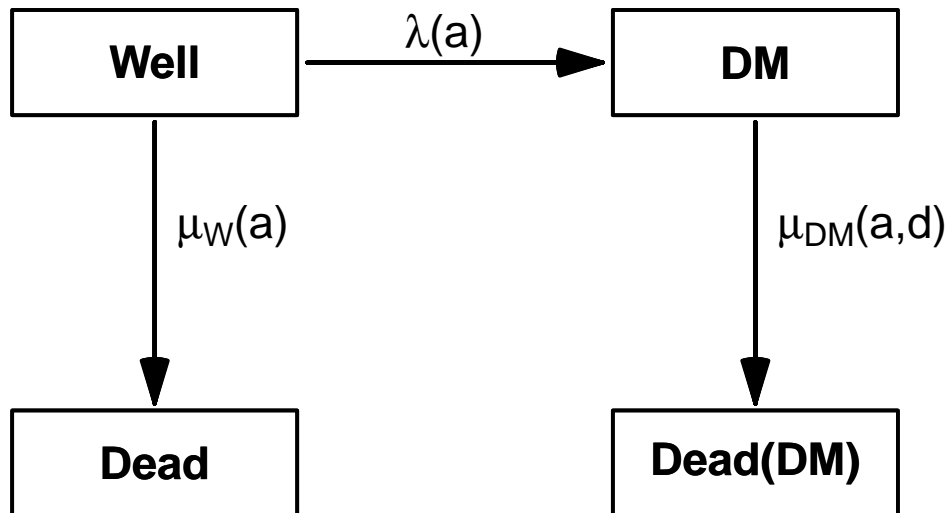 λ(a)
Well
DM
μW(a)
μDM(a,d)
Dead
Dead(DM)